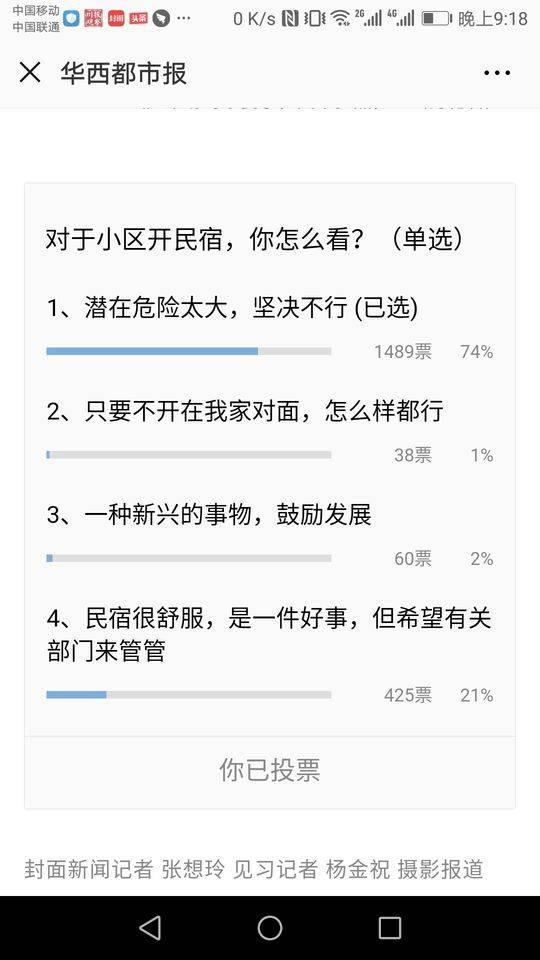 中国移动
中国联通
0 K/s 2G 4G 晚上9:18
华西都市报
对于小区开民宿，你怎么看？（单选）
1、潜在危险太大，坚决不行 (已选)
1489票 74%
2、只要不开在我家对面，怎么样都行
38票 1%
3、一种新兴的事物，鼓励发展
60票 2%
4、民宿很舒服，是一件好事，但希望有关
部门来管管
425票 21%
你已投票
封面新闻记者 张想玲 见习记者 杨金祝 摄影报道